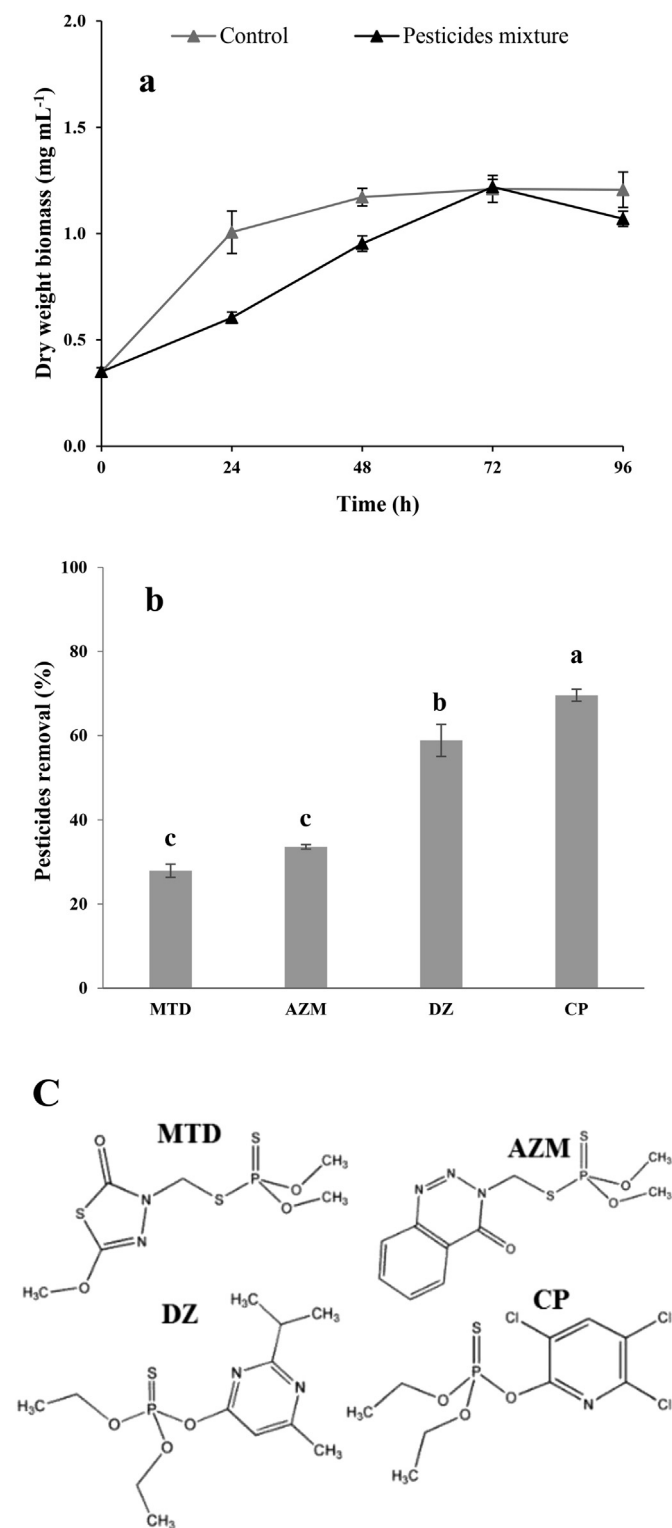 Control Pesticides mixture
a
Dry weight biomass (mg mL-1)
2.0
1.5
1.0
0.5
0.0
0 24 48 72 96
Time (h)
b
Pesticides removal (%)
100
80
60
40
20
0
c c b a
MTD AZM DZ CP
C
MTD
O
S
N
N
S
P
S
O
O
CH3
CH3
H3C
O
AZM
N
N
N
O
S
P
S
O
O
CH3
CH3
DZ
H3C
CH3
N
N
CH3
S
P
O
O
O
H3C
CH3
CP
Cl
Cl
Cl
N
S
P
O
O
O
H3C
H3C